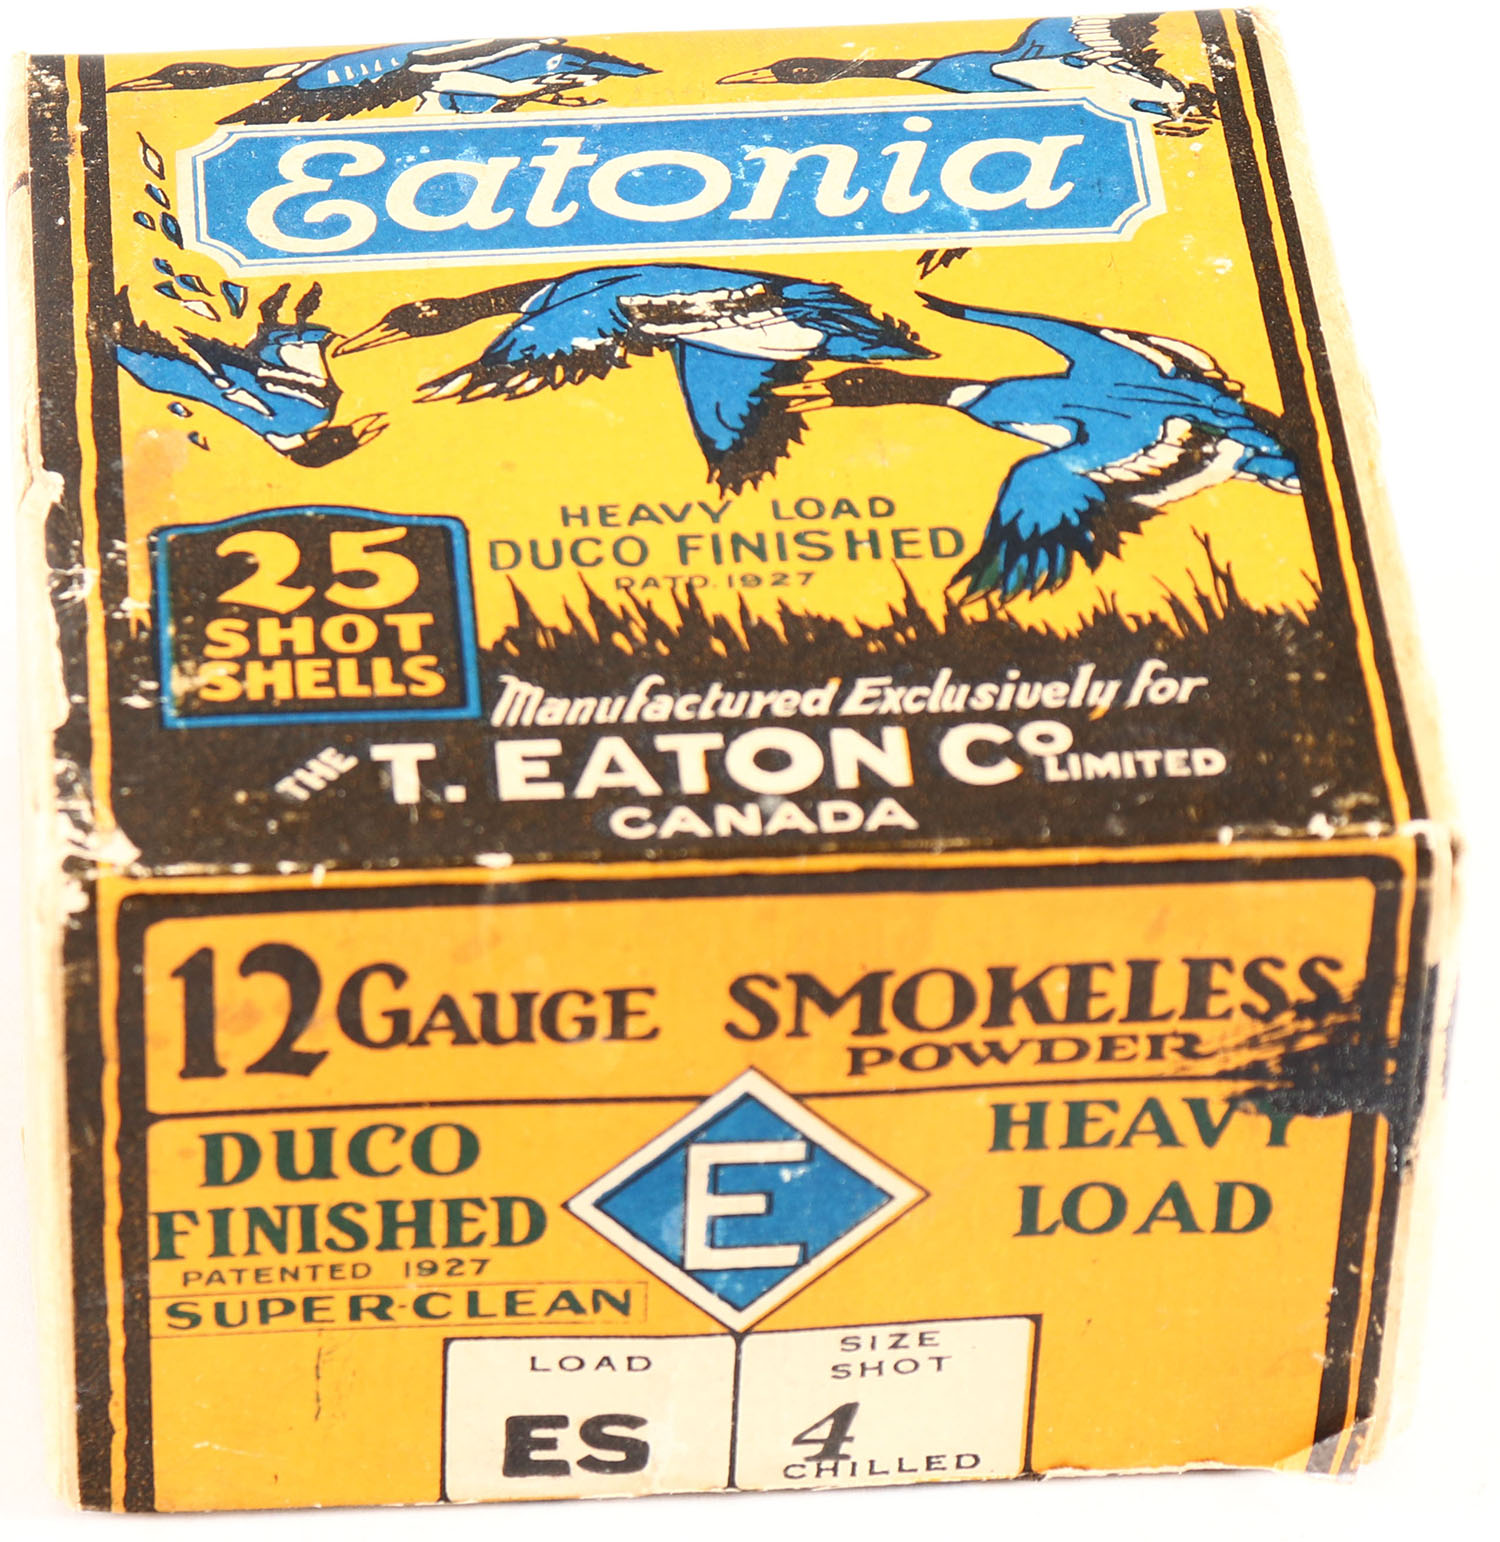 Eatonia
HEAVY LOAD
DUCO FINISHED
PAT'D. 1927
25
SHOT
SHELLS
Manufactured Exclusively for
THE T. EATON Co LIMITED
CANADA
12 GAUGE SMOKELESS
POWDER
DUCO
FINISHED
PATENTED 1927
SUPER-CLEAN
E
HEAVY
LOAD
LOAD
ES
SIZE
SHOT
4
CHILLED